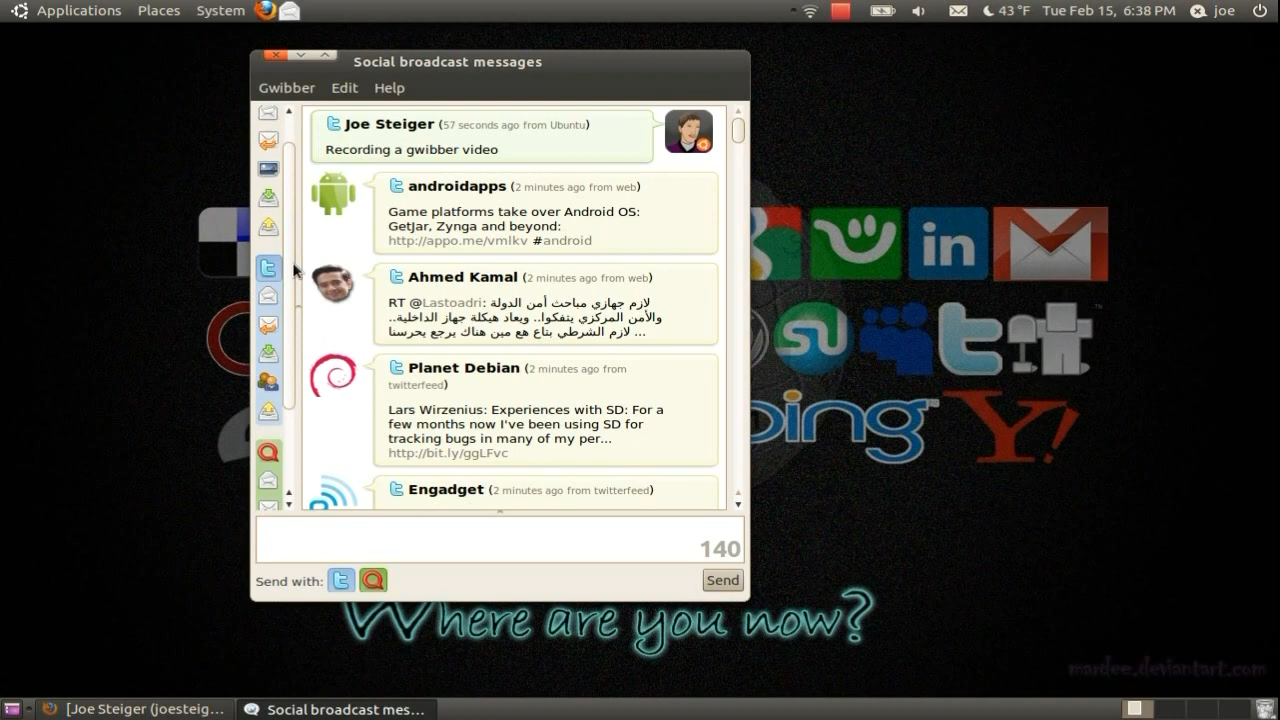 Applications Places System
43 °F Tue Feb 15, 6:38 PM joe
Social broadcast messages
Gwibber Edit Help
Joe Steiger (57 seconds ago from Ubuntu)
Recording a gwibber video
androidapps (2 minutes ago from web)
Game platforms take over Android OS:
GetJar, Zynga and beyond:
http://appo.me/vmlkv #android
Ahmed Kamal (2 minutes ago from web)
RT @Lastoadri: لازم جهازي مباحث أمن الدولة
والأمن المركزي يتفكوا.. ويعاد هيكلة جهاز الداخلية..
لازم الشرطي بتاع هع مبن هناك يرجع يحرسنا ...
Planet Debian (2 minutes ago from
twitterfeed)
Lars Wirzenius: Experiences with SD: For a
few months now I've been using SD for
tracking bugs in many of my per...
http://bit.ly/ggLFvc
Engadget (2 minutes ago from twitterfeed)
140
Send with:
Send
in
bing
Y!
Where are you now?
mardee.deviantart.com
[Joe Steiger (joesteig... Social broadcast mes...